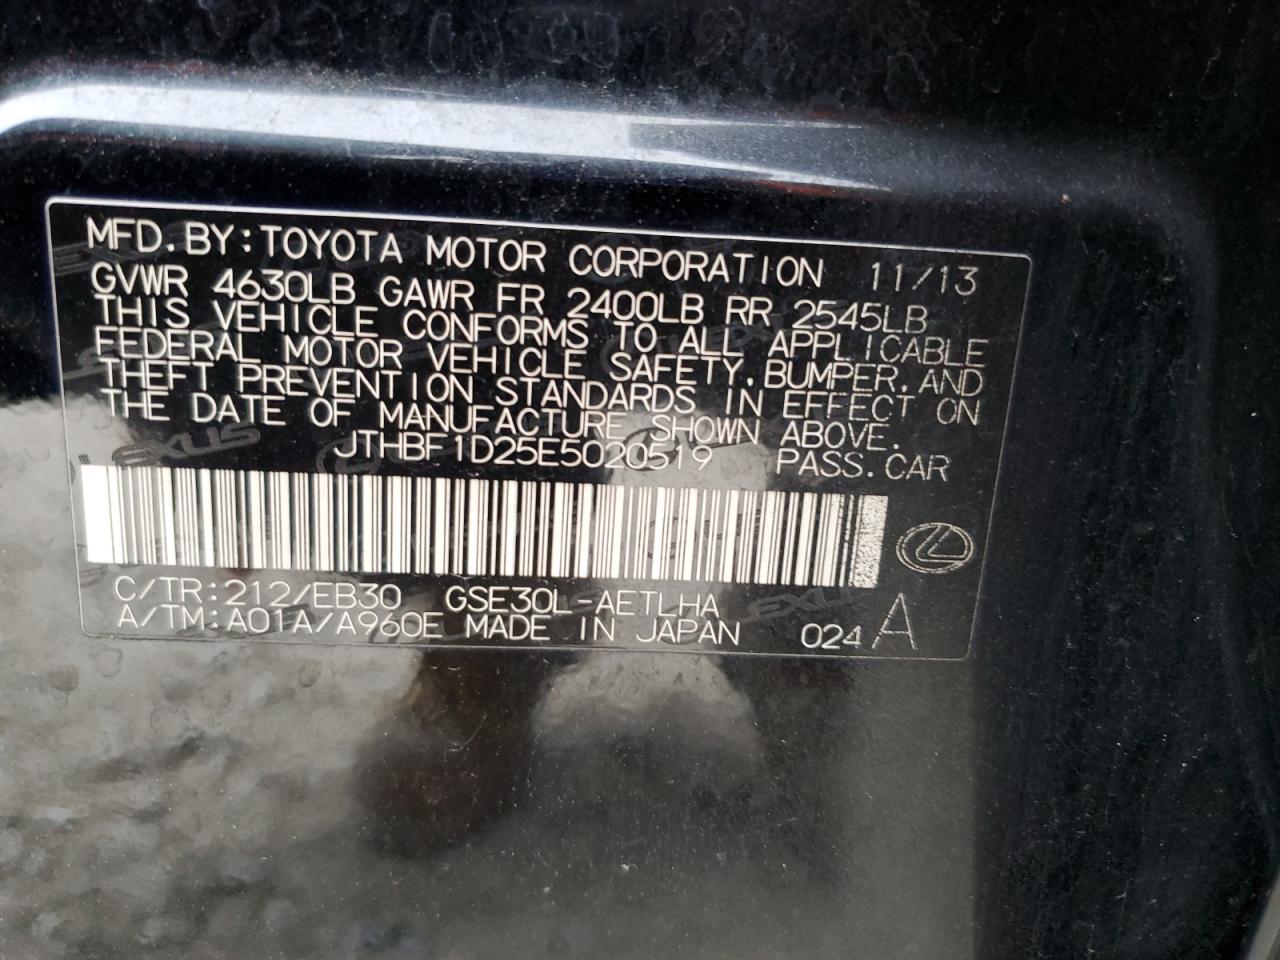 MFD. BY: TOYOTA MOTOR CORPORATION 11/13
GVWR 4630LB GAWR FR 2400LB RR 2545LB
THIS VEHICLE CONFORMS TO ALL APPLICABLE
FEDERAL MOTOR VEHICLE SAFETY, BUMPER, AND
THEFT PREVENTION STANDARDS IN EFFECT ON
THE DATE OF MANUFACTURE SHOWN ABOVE.
JTHBF1D25E5020519 PASS. CAR
C/TR: 212/EB30 GSE30L-AETLHA
A/TM: A01A/A960E MADE IN JAPAN 024 A